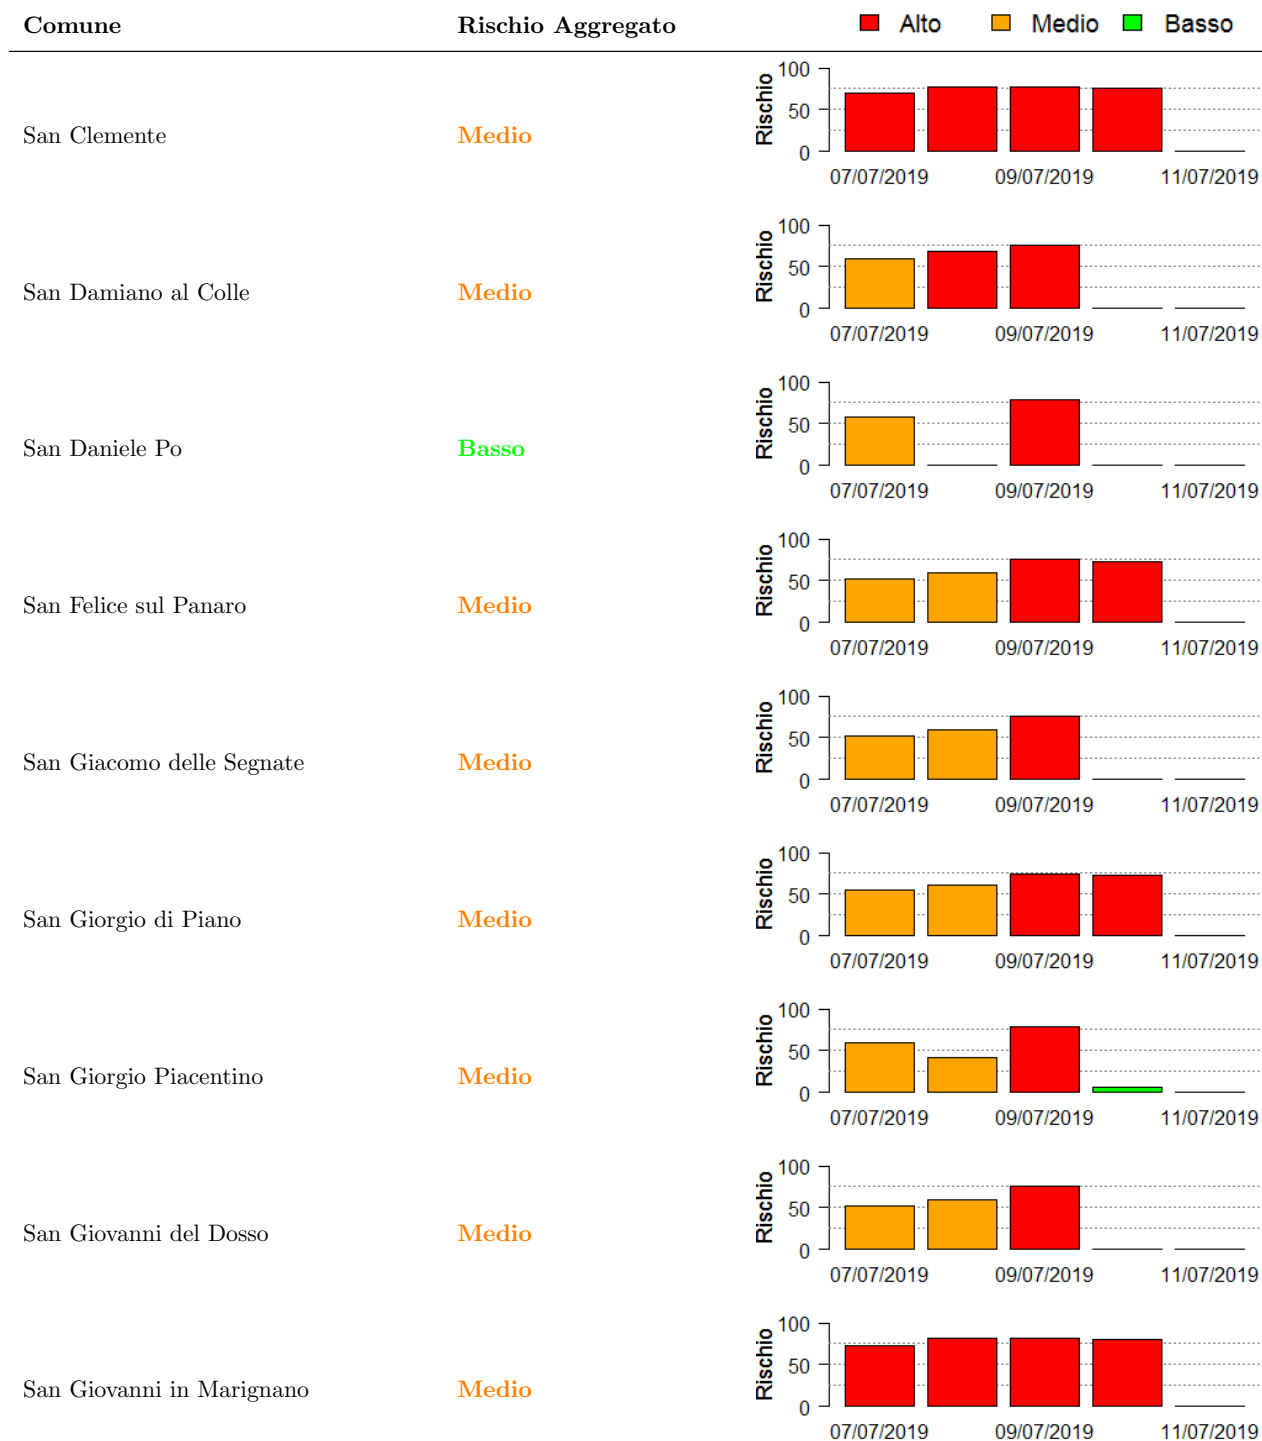 Comune Rischio Aggregato Alto Medio Basso
San Clemente Medio Rischio 100 50 0
07/07/2019 09/07/2019 11/07/2019
San Damiano al Colle Medio Rischio 100 50 0
07/07/2019 09/07/2019 11/07/2019
San Daniele Po Basso Rischio 100 50 0
07/07/2019 09/07/2019 11/07/2019
San Felice sul Panaro Medio Rischio 100 50 0
07/07/2019 09/07/2019 11/07/2019
San Giacomo delle Segnate Medio Rischio 100 50 0
07/07/2019 09/07/2019 11/07/2019
San Giorgio di Piano Medio Rischio 100 50 0
07/07/2019 09/07/2019 11/07/2019
San Giorgio Piacentino Medio Rischio 100 50 0
07/07/2019 09/07/2019 11/07/2019
San Giovanni del Dosso Medio Rischio 100 50 0
07/07/2019 09/07/2019 11/07/2019
San Giovanni in Marignano Medio Rischio 100 50 0
07/07/2019 09/07/2019 11/07/2019